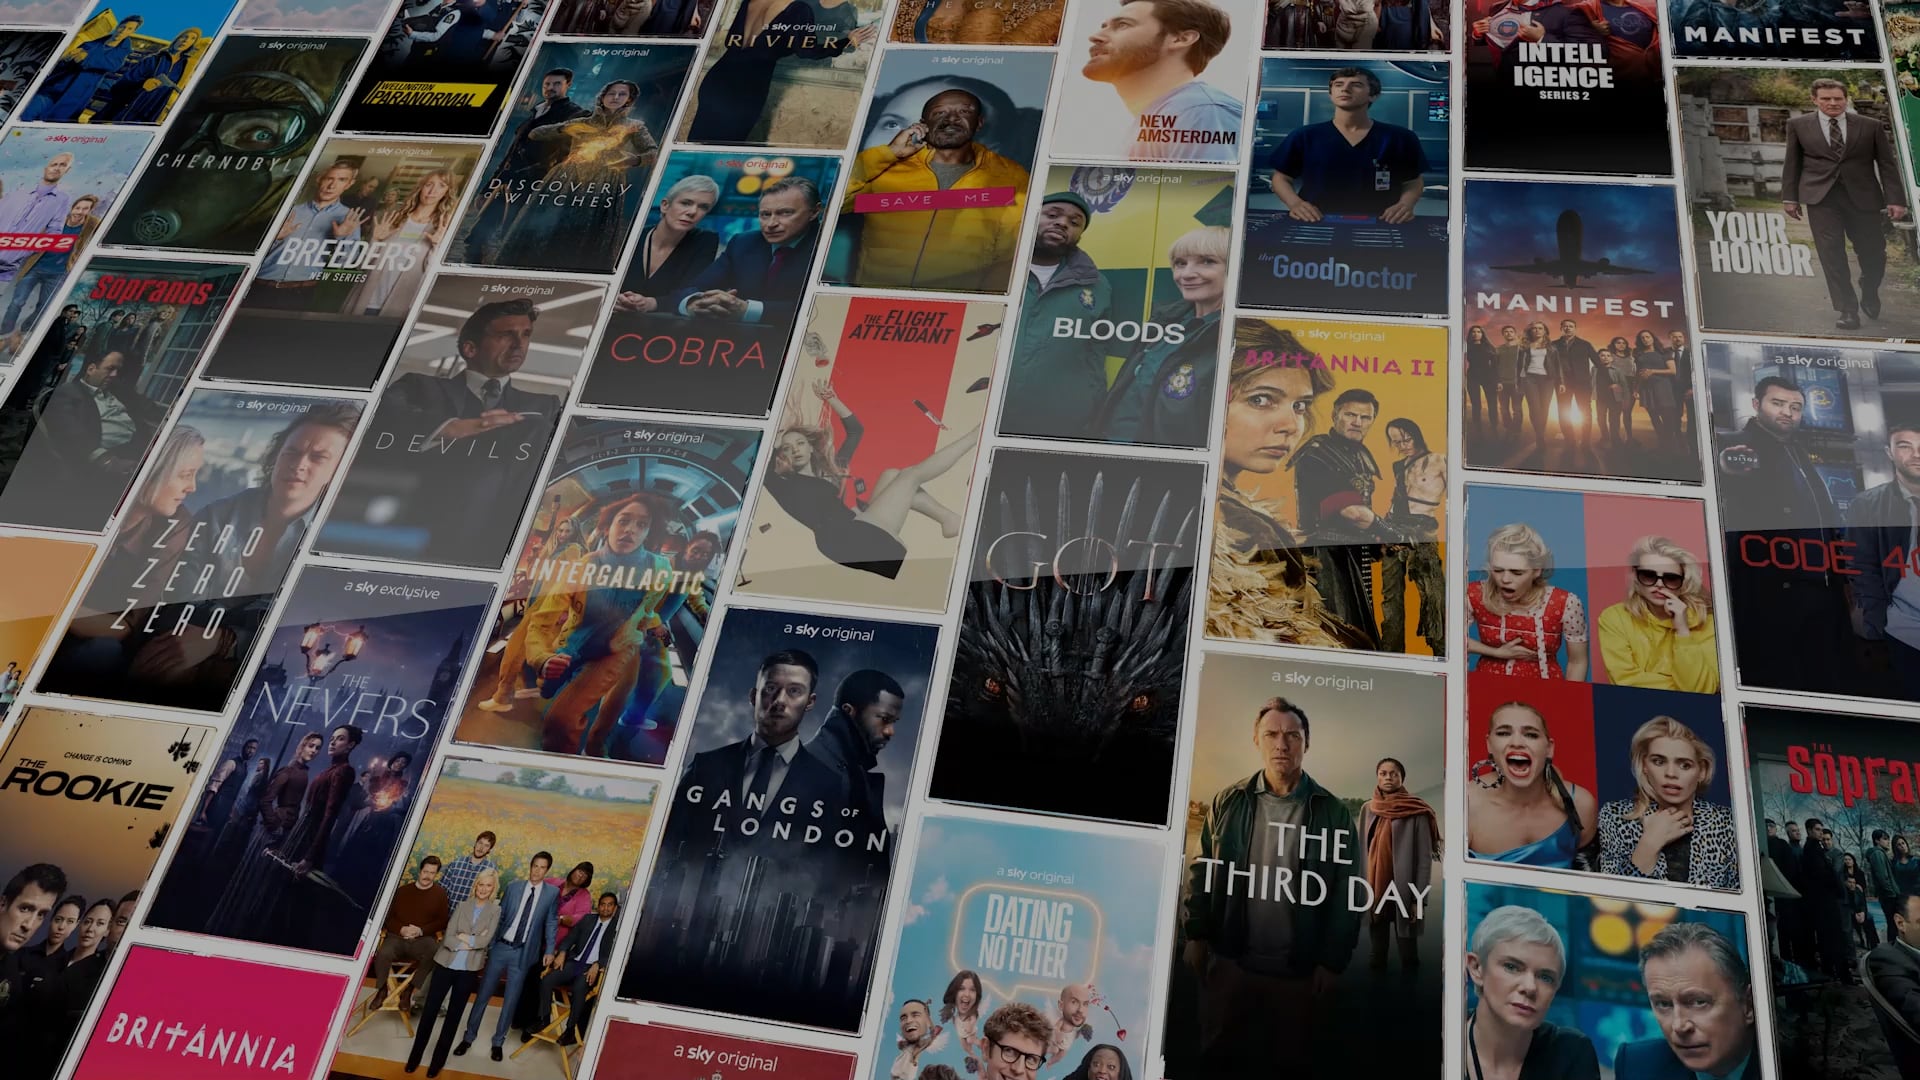 a sky original
RIVIERA
THE GREAT
INTELL
IGENCE
SERIES 2
MANIFEST
a sky original
CHERNOBYL
WELLINGTON
PARANORMAL
a sky original
A
DISCOVERY
OF WITCHES
a sky original
SAVE ME
NEW
AMSTERDAM
the GoodDoctor
YOUR
HONOR
a sky original
SSIC 2
a sky original
BREEDERS
NEW SERIES
a sky original
COBRA
a sky original
BLOODS
MANIFEST
Sopranos
a sky original
DEVILS
THE FLIGHT
ATTENDANT
a sky original
BRITANNIA II
a sky original
CODE 40
a sky original
ZERO
ZERO
ZERO
a sky original
INTERGALACTIC
GOT
a sky exclusive
THE
NEVERS
a sky original
GANGS OF
LONDON
a sky original
THE
THIRD DAY
THE
Sopra
CHANGE IS COMING
THE
ROOKIE
a sky original
DATING
NO FILTER
BRITANNIA
a sky original